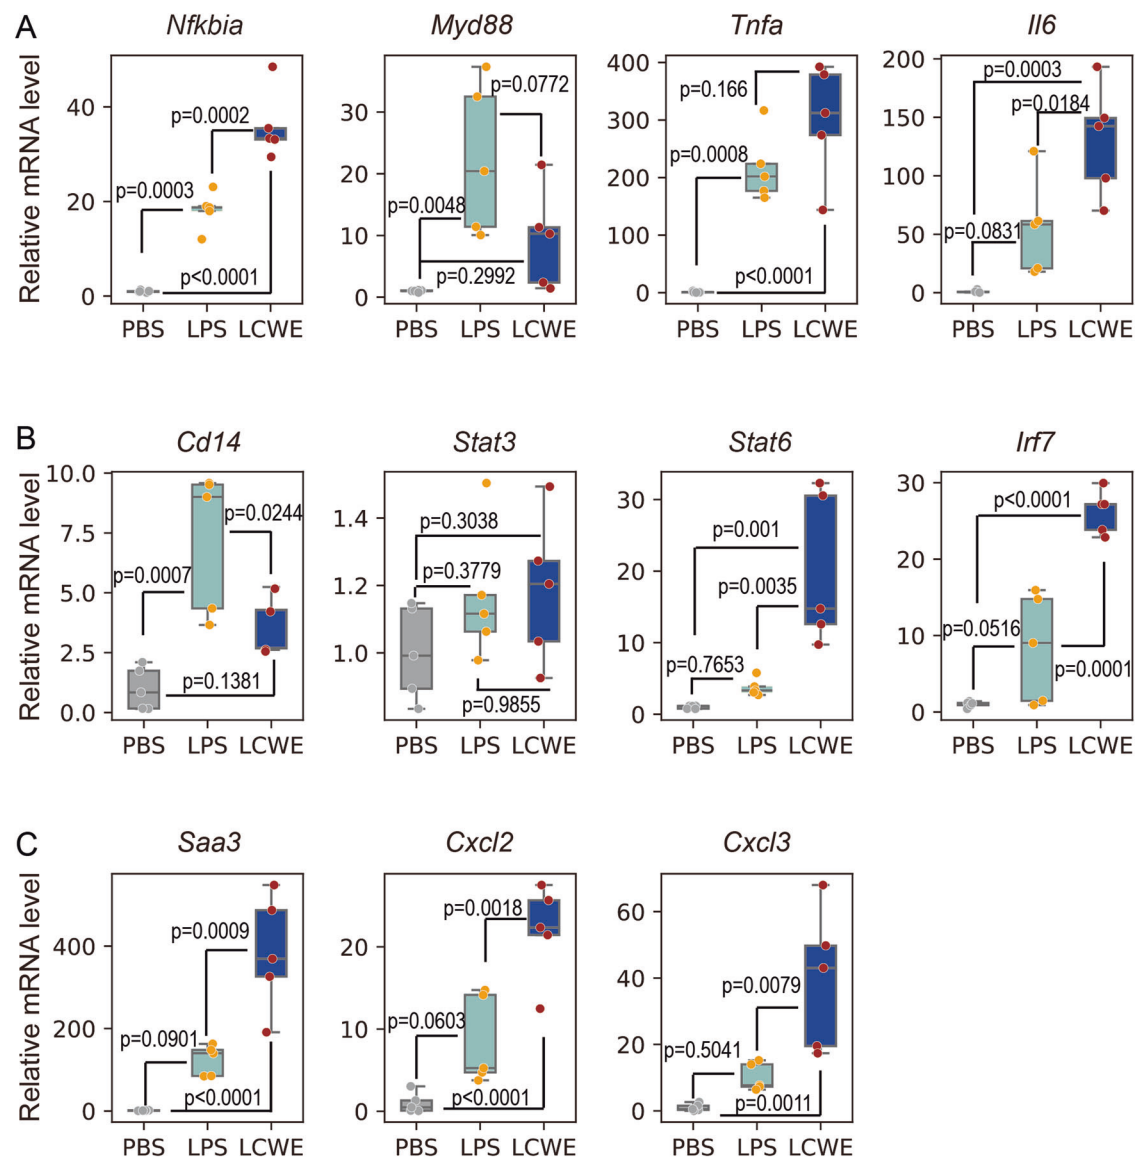 A
Nfkbia
Myd88
Tnfa
Il6
Relative mRNA level
40
20
0
p=0.0002
p=0.0003
p<0.0001
PBS LPS LCWE
30
20
10
0
p=0.0772
p=0.0048
p=0.2992
PBS LPS LCWE
400
300
200
100
0
p=0.166
p=0.0008
p<0.0001
PBS LPS LCWE
200
150
100
50
0
p=0.0003
p=0.0184
p=0.0831
PBS LPS LCWE
B
Cd14
Stat3
Stat6
Irf7
Relative mRNA level
10.0
7.5
5.0
2.5
0.0
p=0.0244
p=0.0007
p=0.1381
PBS LPS LCWE
1.4
1.2
1.0
p=0.3038
p=0.3779
p=0.9855
PBS LPS LCWE
30
20
10
0
p=0.001
p=0.0035
p=0.7653
PBS LPS LCWE
30
20
10
0
p<0.0001
p=0.0516
p=0.0001
PBS LPS LCWE
C
Saa3
Cxcl2
Cxcl3
Relative mRNA level
400
200
0
p=0.0009
p=0.0901
p<0.0001
PBS LPS LCWE
20
10
0
p=0.0018
p=0.0603
p<0.0001
PBS LPS LCWE
60
40
20
0
p=0.0079
p=0.5041
p=0.0011
PBS LPS LCWE